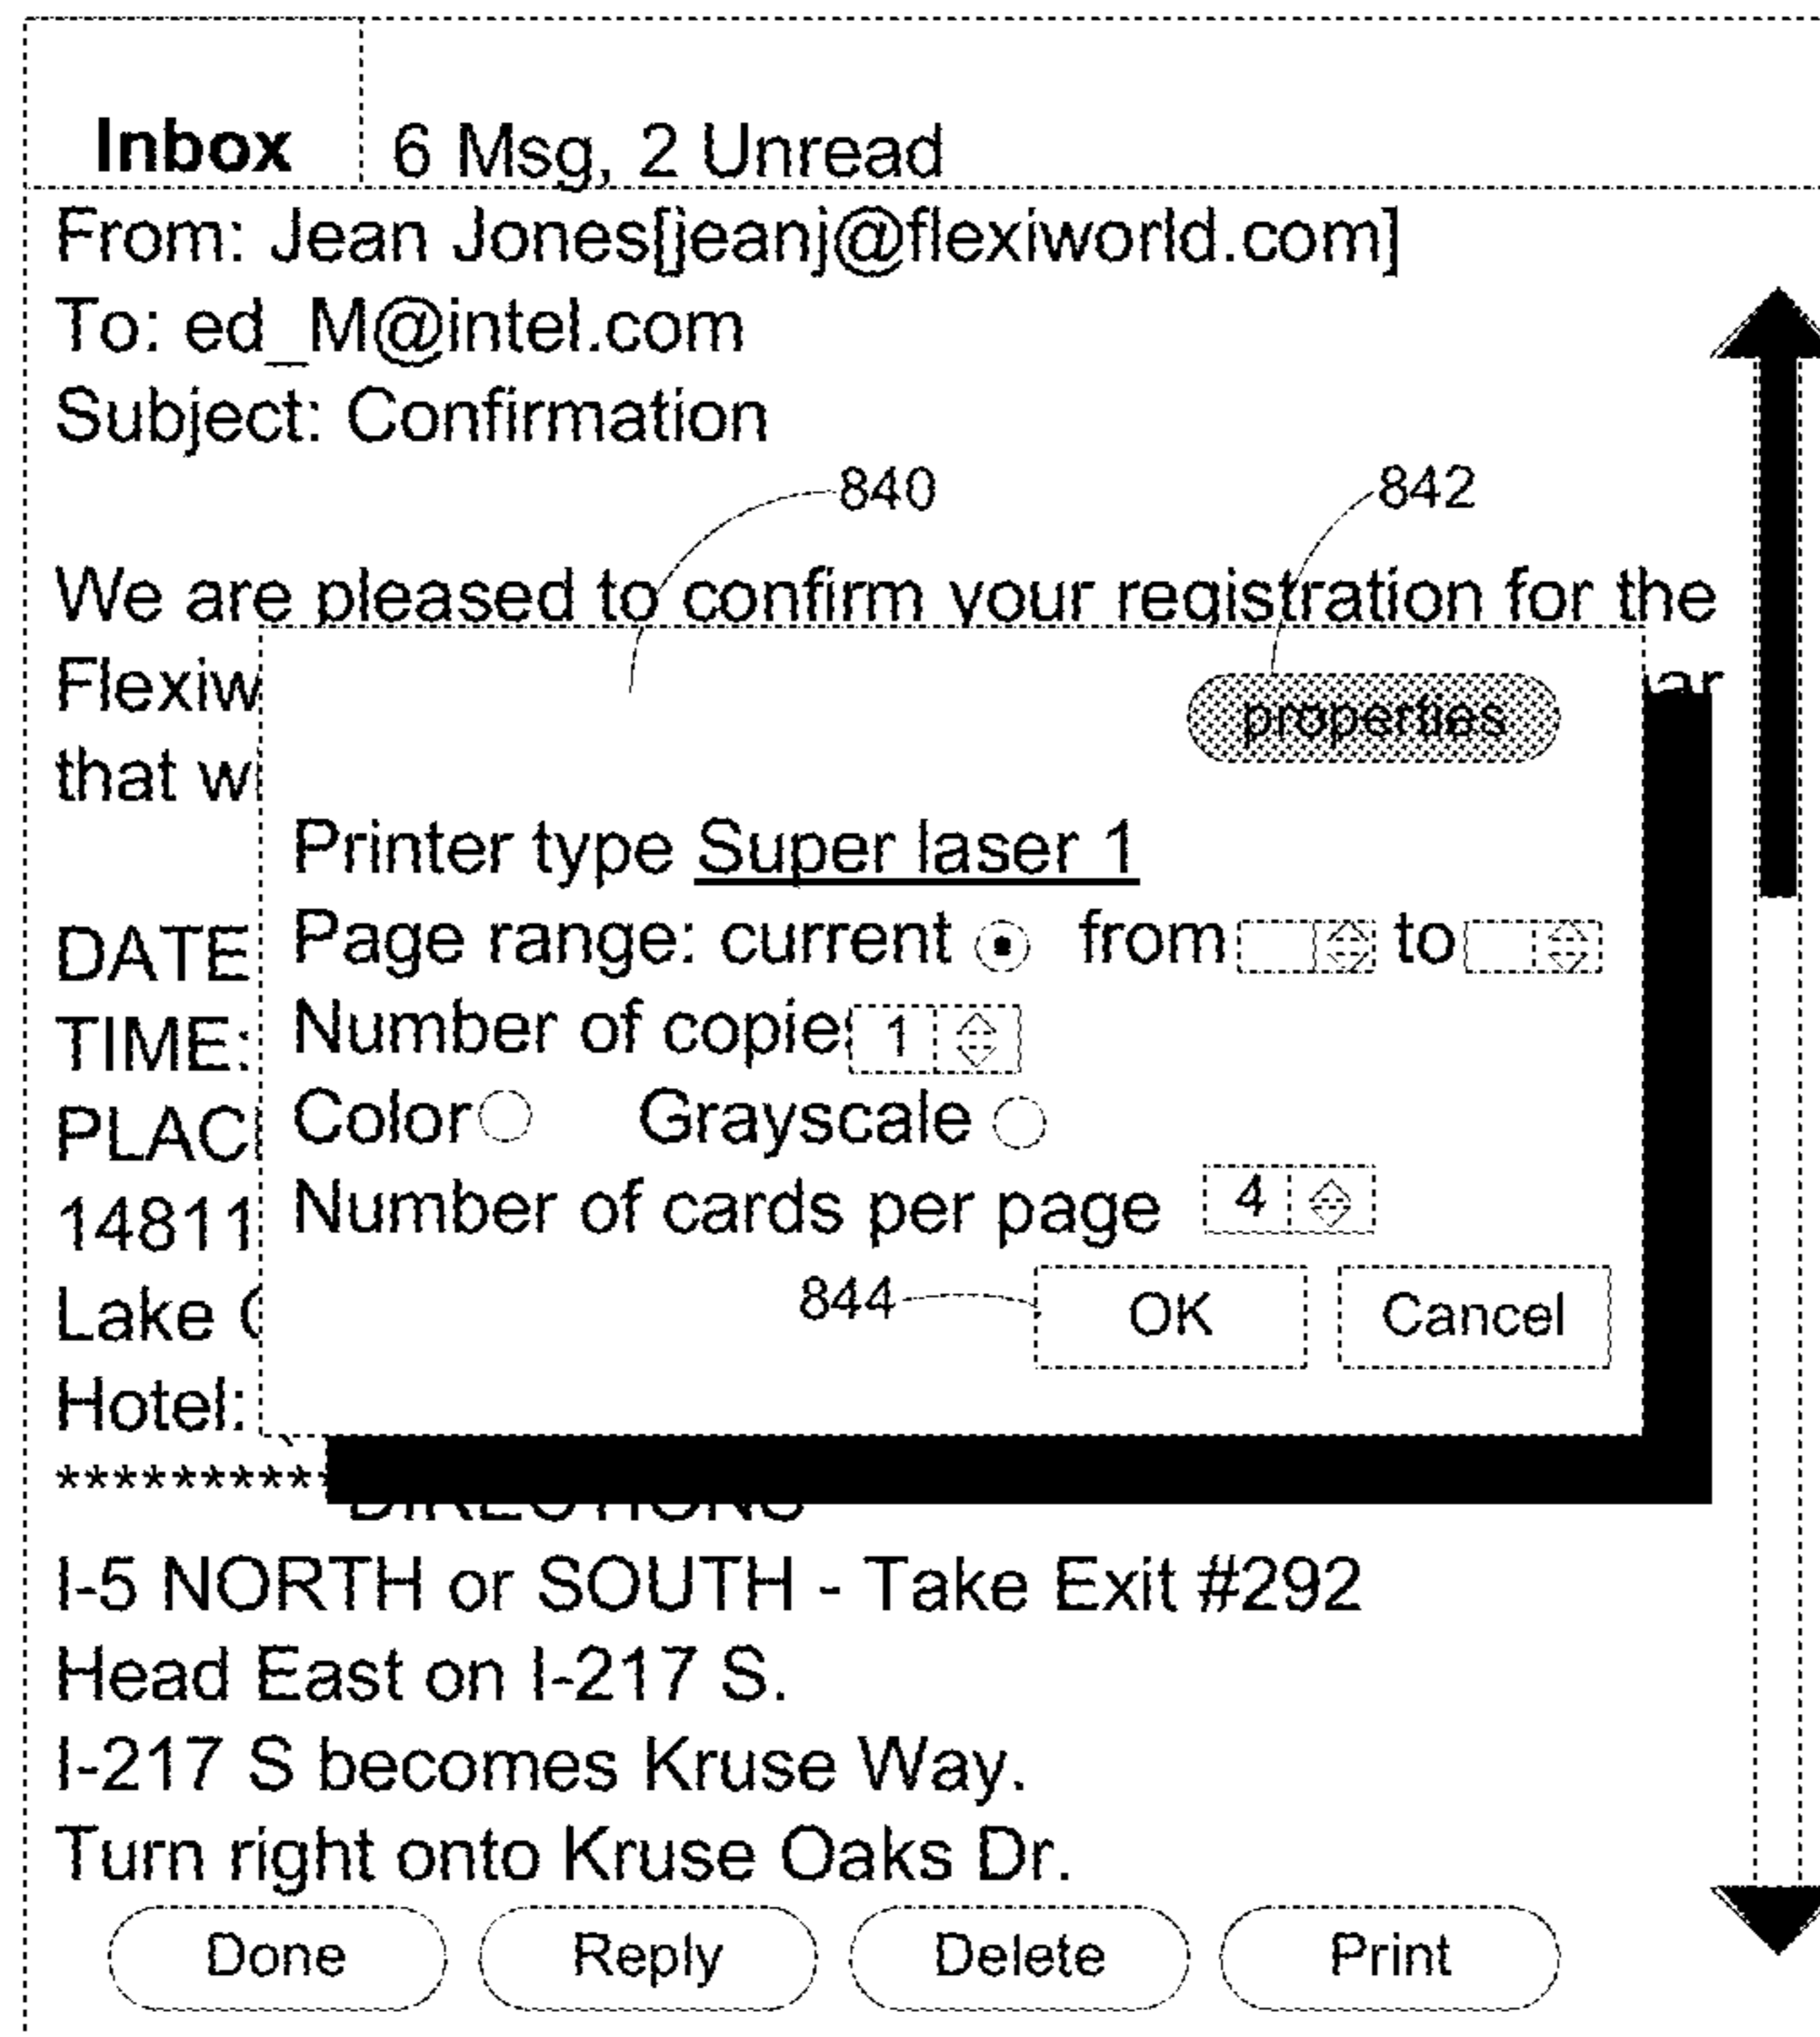 Inbox 6 Msg, 2 Unread
From: Jean Jones[jeanj@flexiworld.com]
To: ed_M@intel.com
Subject: Confirmation
840 842
We are pleased to confirm your registration for the
Flexiw
properties
that w
Printer type Super laser 1
DATE
Page range: current from to
TIME:
Number of copie 1
PLAC
Color Grayscale
14811
Number of cards per page 4
Lake
844 OK Cancel
Hotel:
*********
DIRECTIONS
I-5 NORTH or SOUTH - Take Exit #292
Head East on I-217 S.
I-217 S becomes Kruse Way.
Turn right onto Kruse Oaks Dr.
Done Reply Delete Print